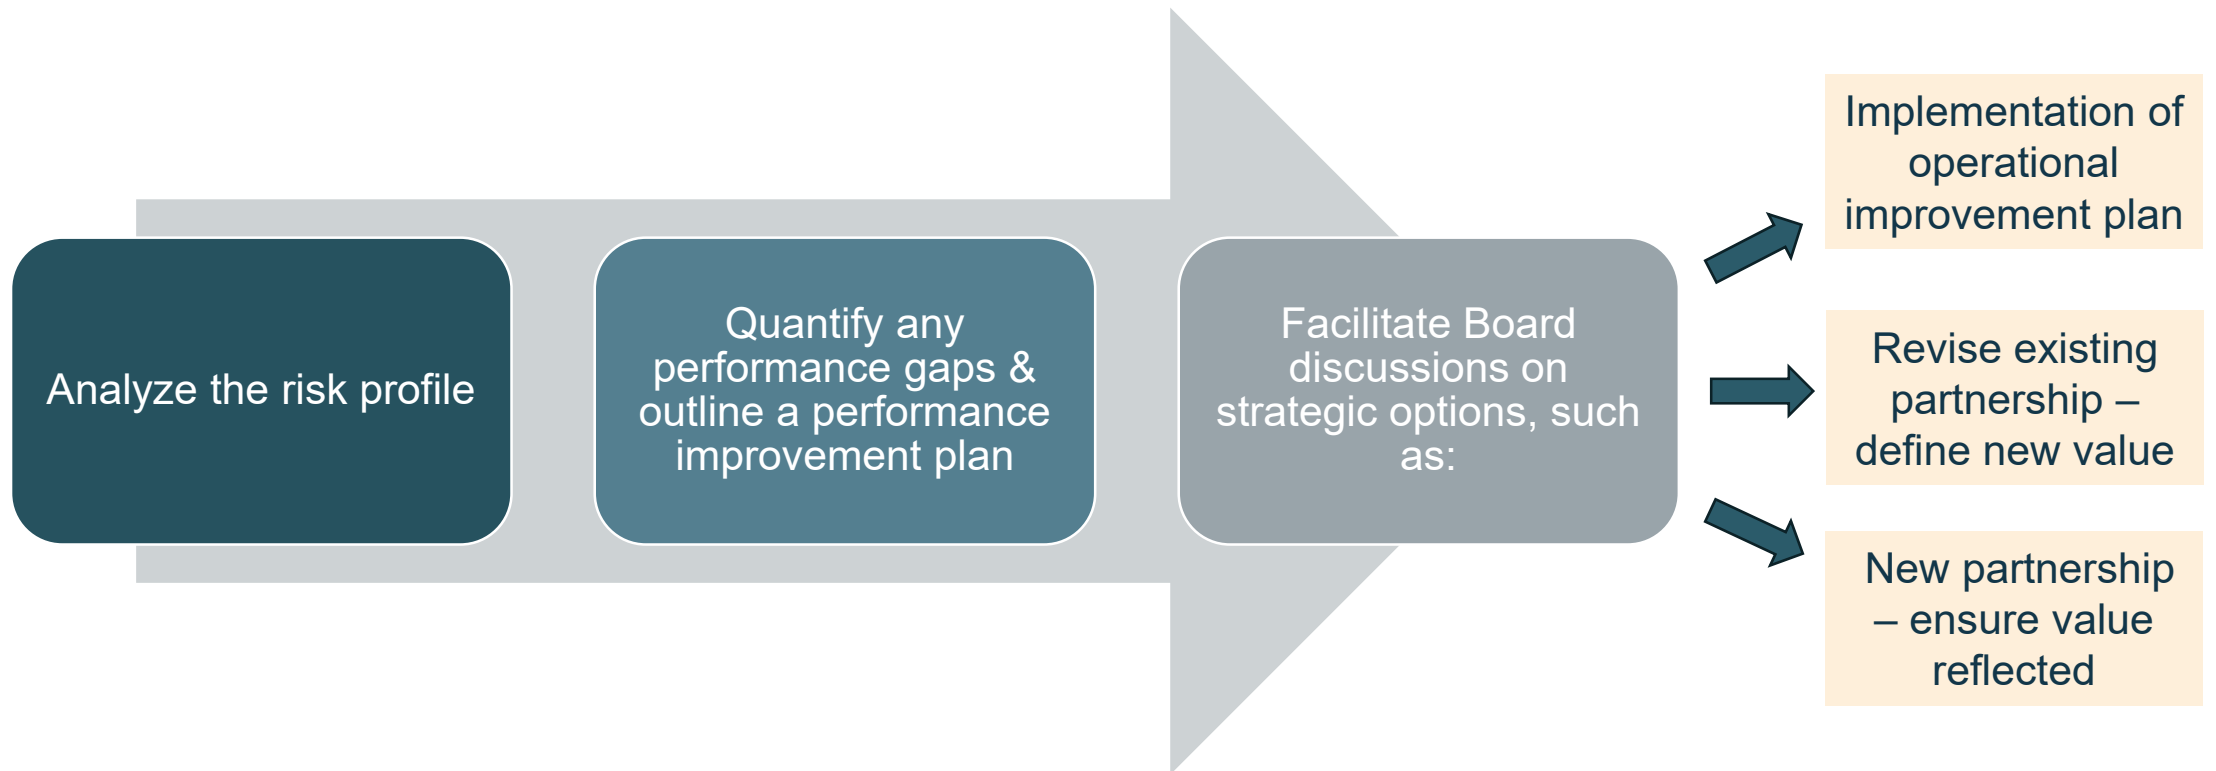 Analyze the risk profile
Quantify any
performance gaps &
outline a performance
improvement plan
Facilitate Board
discussions on
strategic options, such
as:
Implementation of
operational
improvement plan
Revise existing
partnership –
define new value
New partnership
– ensure value
reflected